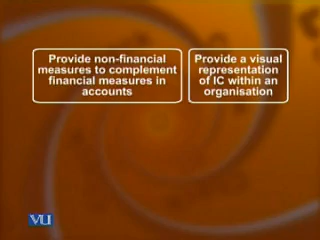 Provide non-financial
measures to complement
financial measures in
accounts
Provide a visual
representation
of IC within an
organisation
VU